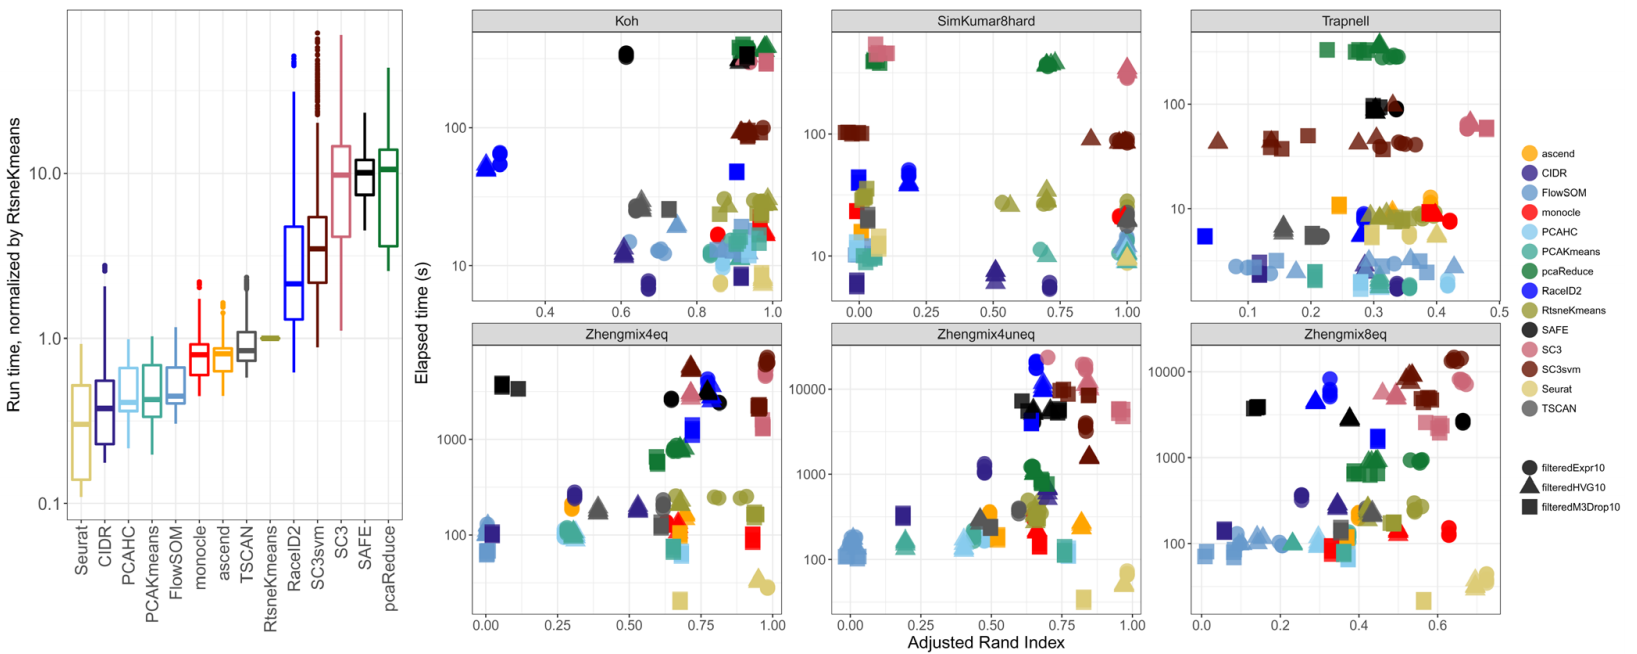 Run time, normalized by RtsneKmeans
10.0
1.0
0.1
Seurat
CIDR
PCAHC
PCAKmeans
FlowSOM
monocle
ascend
TSCAN
RtsneKmeans
RaceID2
SC3svm
SC3
SAFE
pcaReduce
Elapsed time (s)
Koh
100
10
0.4 0.6 0.8 1.0
SimKumar8hard
100
10
0.00 0.25 0.50 0.75 1.00
Trapnell
100
10
0.1 0.2 0.3 0.4 0.5
Zhengmix4eq
1000
100
0.00 0.25 0.50 0.75 1.00
Zhengmix4uneq
10000
1000
100
0.00 0.25 0.50 0.75 1.00
Zhengmix8eq
10000
1000
100
0.0 0.2 0.4 0.6
Adjusted Rand Index
ascend
CIDR
FlowSOM
monocle
PCAHC
PCAKmeans
pcaReduce
RaceID2
RtsneKmeans
SAFE
SC3
SC3svm
Seurat
TSCAN
filteredExpr10
filteredHVG10
filteredM3Drop10